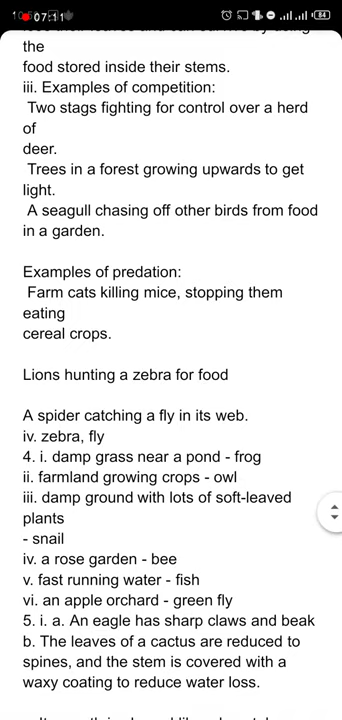 07:11
84
the
food stored inside their stems.
iii. Examples of competition:
Two stags fighting for control over a herd
of
deer.
Trees in a forest growing upwards to get
light.
A seagull chasing off other birds from food
in a garden.
Examples of predation:
Farm cats killing mice, stopping them
eating
cereal crops.
Lions hunting a zebra for food
A spider catching a fly in its web.
iv. zebra, fly
4. i. damp grass near a pond - frog
ii. farmland growing crops - owl
iii. damp ground with lots of soft-leaved
plants
- snail
iv. a rose garden - bee
v. fast running water - fish
vi. an apple orchard - green fly
5. i. a. An eagle has sharp claws and beak
b. The leaves of a cactus are reduced to
spines, and the stem is covered with a
waxy coating to reduce water loss.